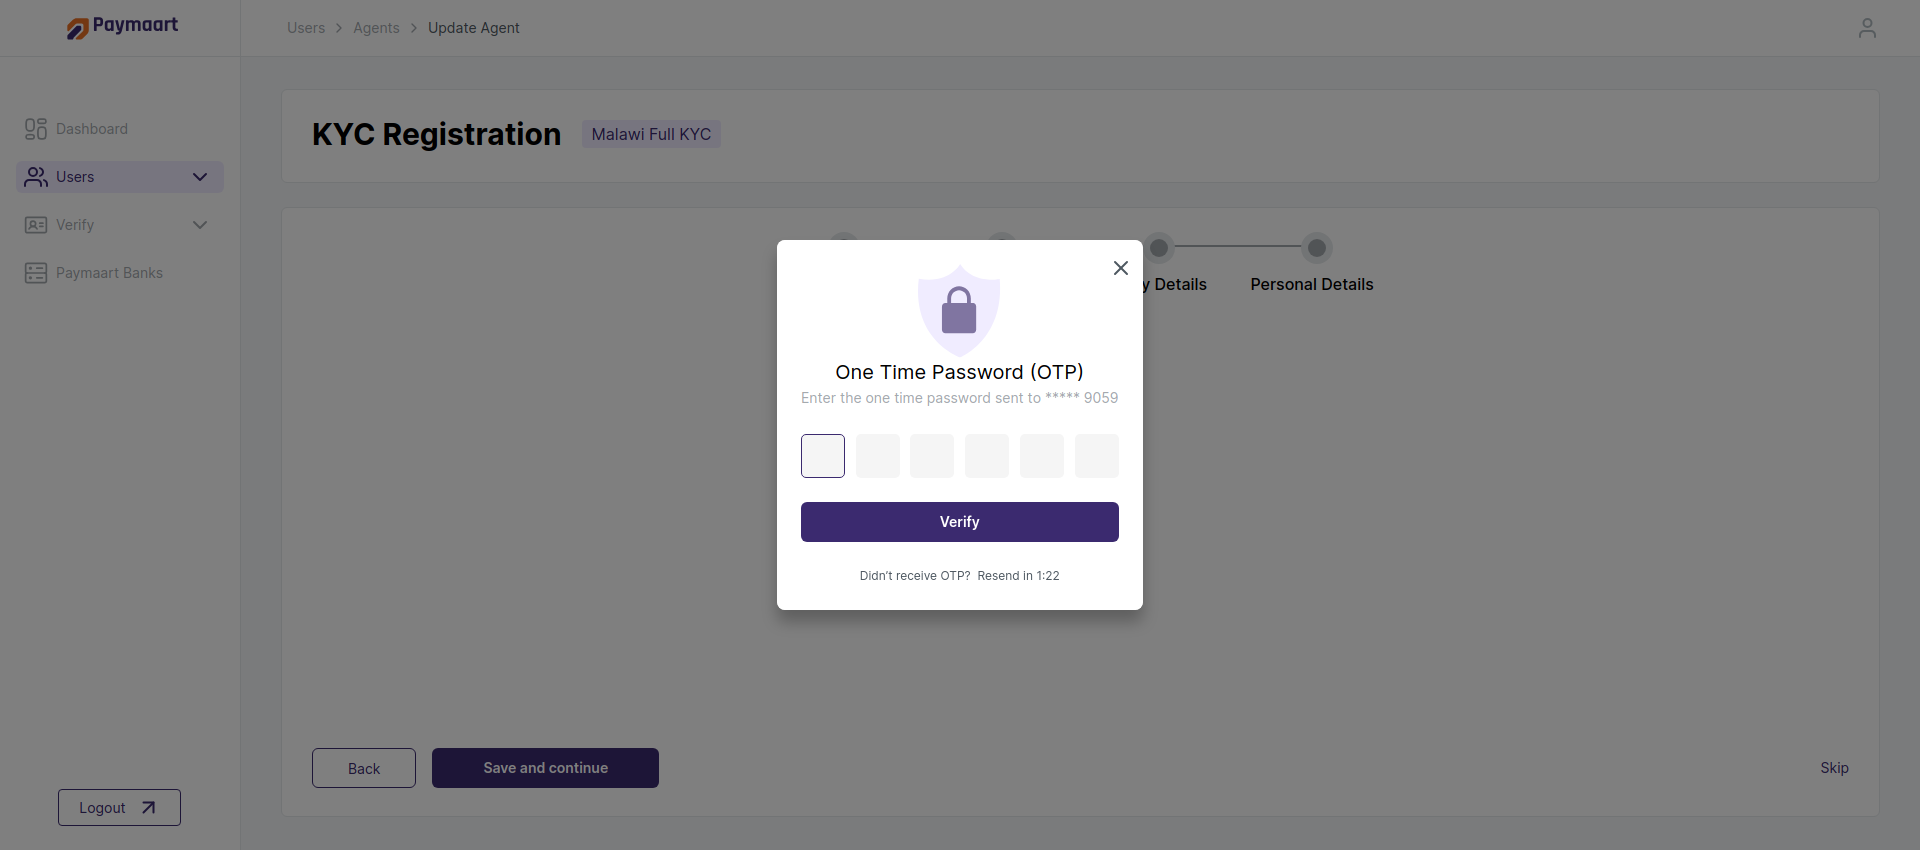 Paymaart
Users > Agents > Update Agent
Dashboard
Users
Verify
Paymaart Banks
Logout
KYC Registration
Malawi Full KYC
y Details
Personal Details
One Time Password (OTP)
Enter the one time password sent to ***** 9059
Verify
Didn't receive OTP? Resend in 1:22
Back
Save and continue
Skip